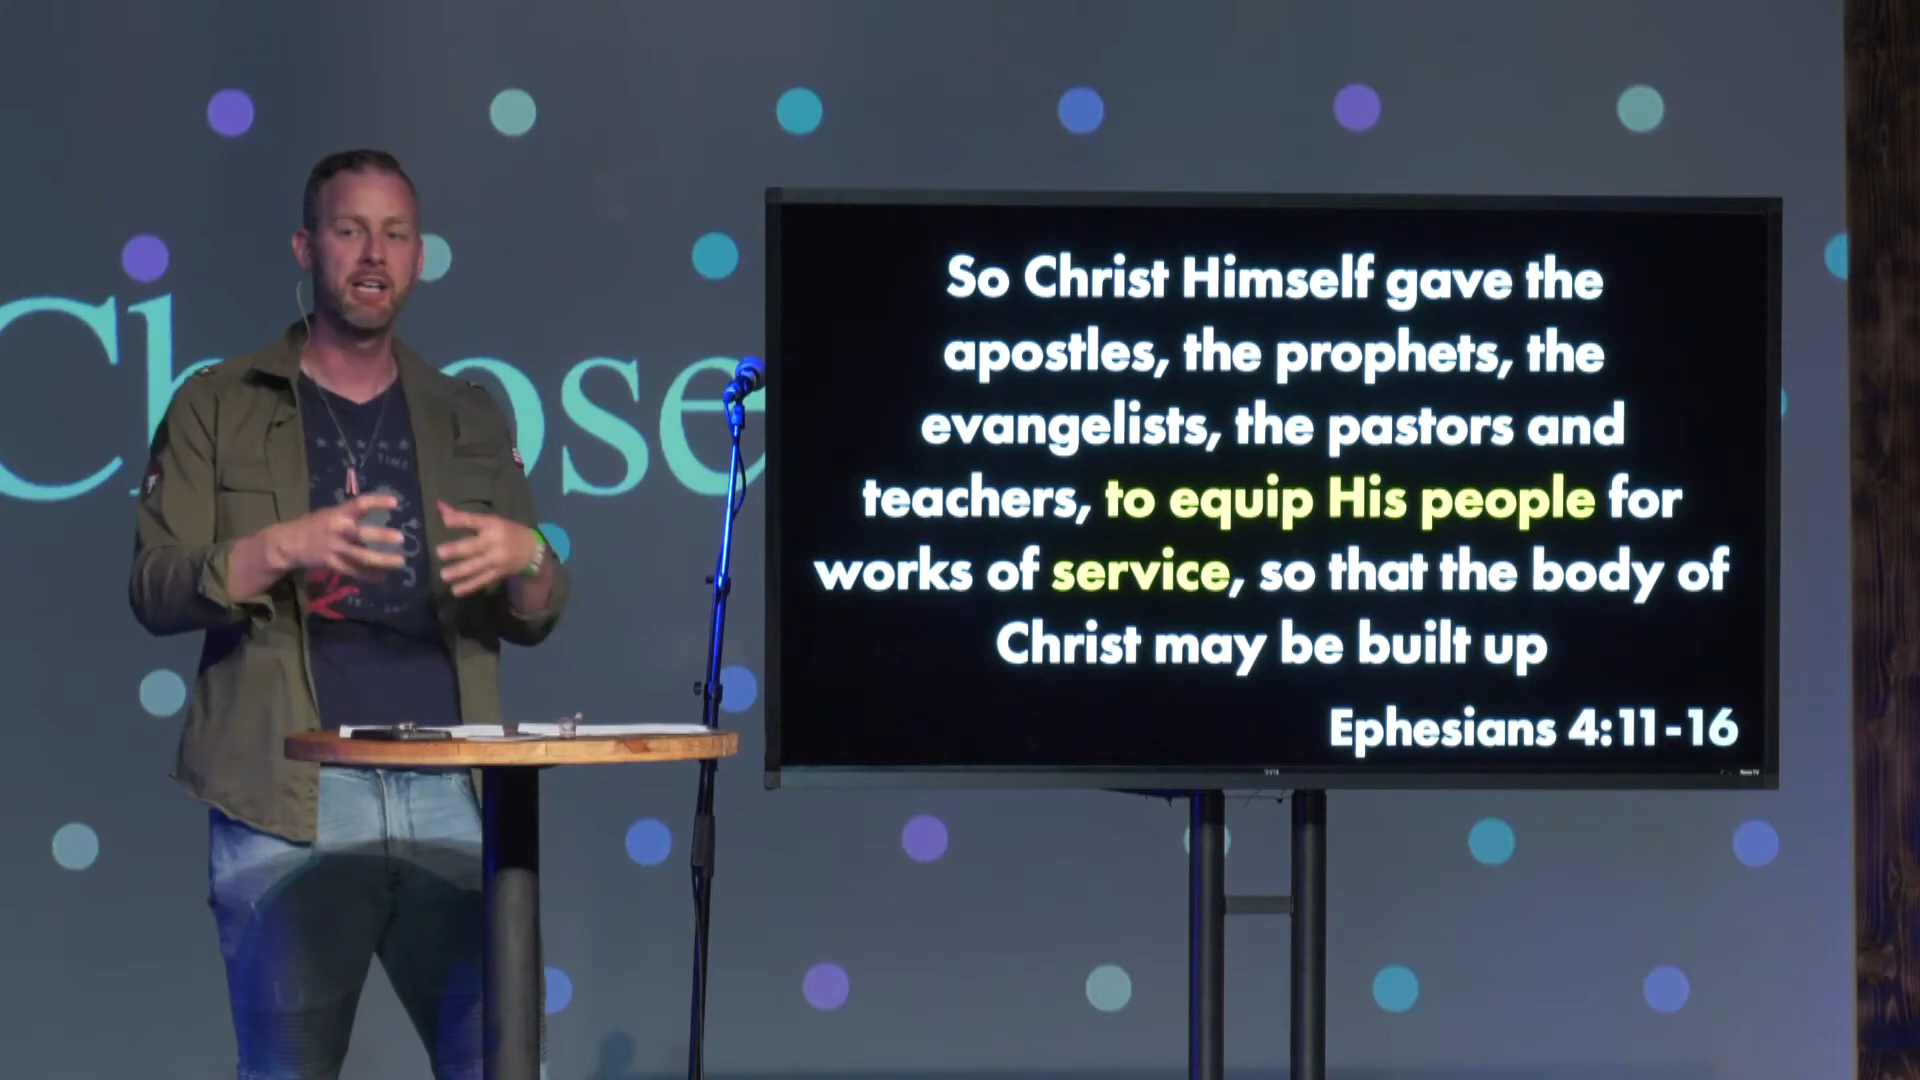 So Christ Himself gave the
apostles, the prophets, the
evangelists, the pastors and
teachers, to equip His people for
works of service, so that the body of
Christ may be built up
Ephesians 4:11-16